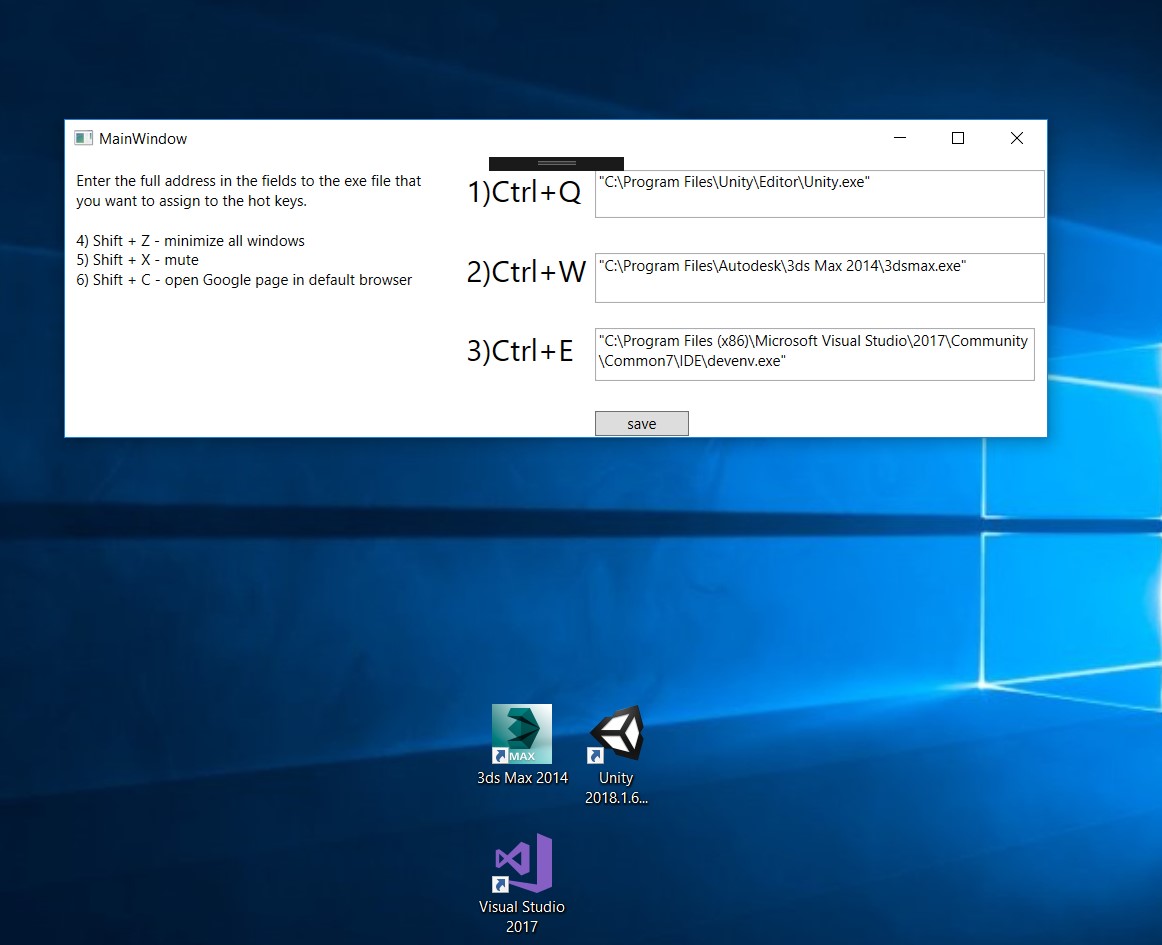 MainWindow
Enter the full address in the fields to the exe file that
you want to assign to the hot keys.
4) Shift + Z - minimize all windows
5) Shift + X - mute
6) Shift + C - open Google page in default browser
1)Ctrl+Q
"C:\Program Files\Unity\Editor\Unity.exe"
2)Ctrl+W
"C:\Program Files\Autodesk\3ds Max 2014\3dsmax.exe"
3)Ctrl+E
"C:\Program Files (x86)\Microsoft Visual Studio\2017\Community
\Common7\IDE\devenv.exe"
save
MAX
3ds Max 2014
Unity
2018.1.6...
Visual Studio
2017